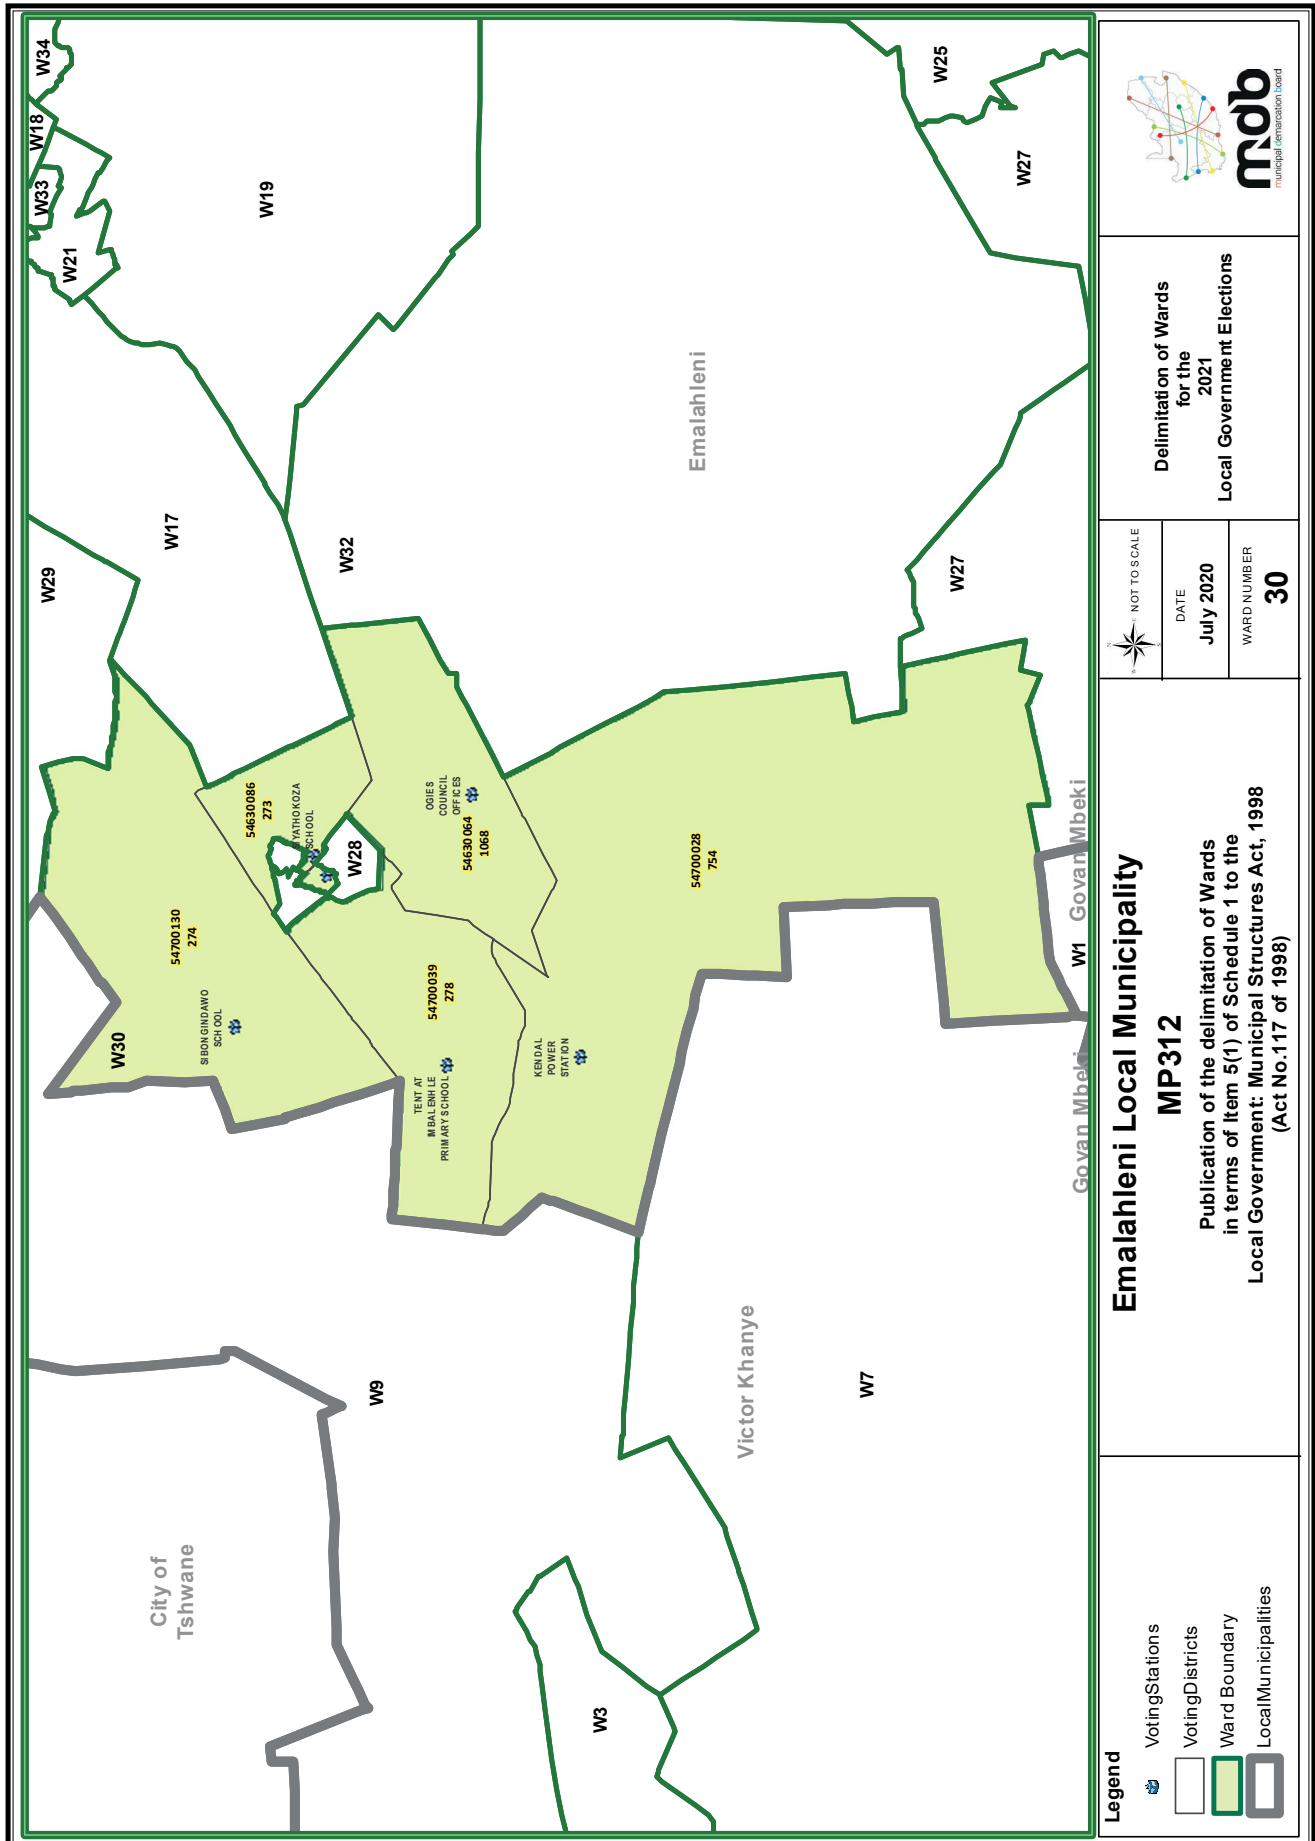 City of
Tshwane
W9
W3
Victor Khanye
W7
W30
54700130
274
SIBONGINDAWO
SCHOOL
TENT AT
IMBALENHLE
PRIMARY SCHOOL
54700039
278
KENDAL
POWER
STATION
54630086
273
SCHOOL
W28
OGIES
COUNCIL
OFFICES
54630064
1068
54700028
754
Govan Mbeki
W1
Govan Mbeki
W29
W17
W32
Emalahleni
W27
W19
W21
W33
W18
W34
W25
W27
Legend
VotingStations
VotingDistricts
Ward Boundary
LocalMunicipalities
Emalahleni Local Municipality
MP312
Publication of the delimitation of Wards
in terms of Item 5(1) of Schedule 1 to the
Local Government: Municipal Structures Act, 1998
(Act No.117 of 1998)
N
W E
S
NOT TO SCALE
DATE
July 2020
WARD NUMBER
30
Delimitation of Wards
for the
2021
Local Government Elections
mdb
municipal demarcation board